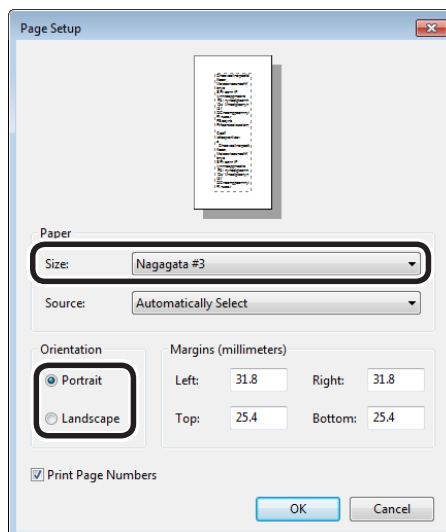 Page Setup
Paper
Size: Nagagata #3
Source: Automatically Select
Orientation
Portrait
Landscape
Margins (millimeters)
Left: 31.8 Right: 31.8
Top: 25.4 Bottom: 25.4
Print Page Numbers
OK Cancel